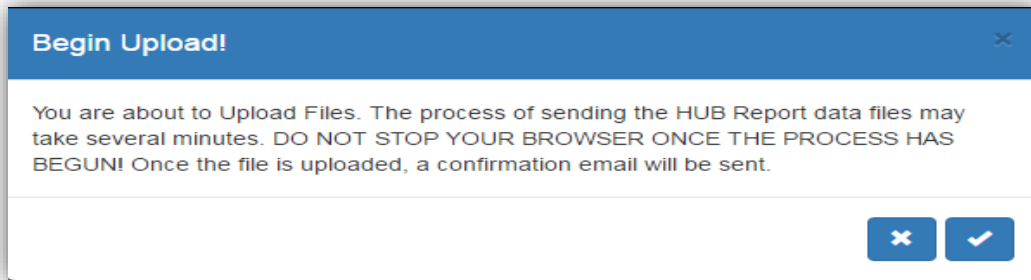 Begin Upload!
You are about to Upload Files. The process of sending the HUB Report data files may
take several minutes. DO NOT STOP YOUR BROWSER ONCE THE PROCESS HAS
BEGUN! Once the file is uploaded, a confirmation email will be sent.